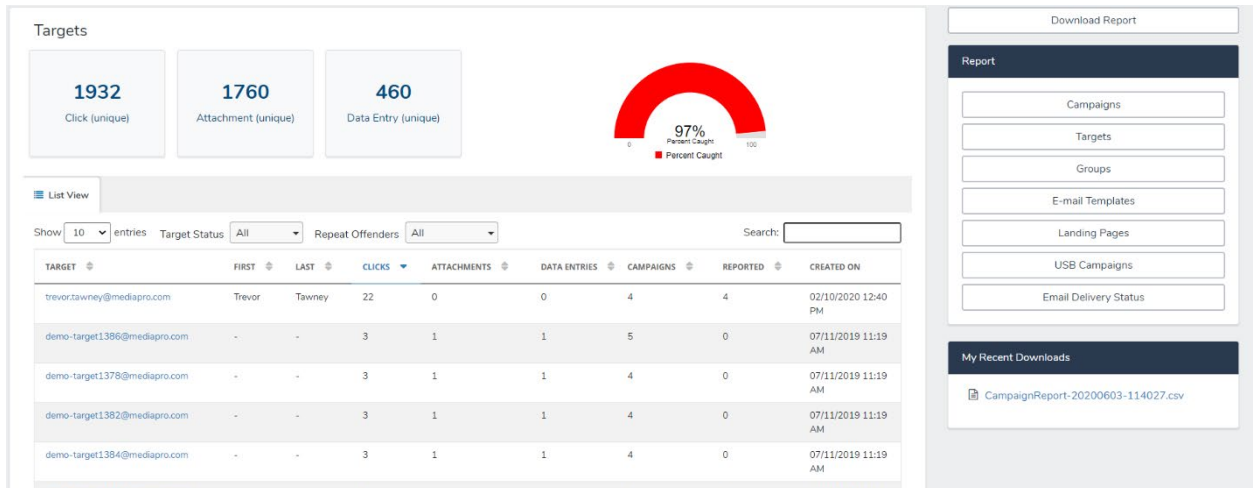 Targets
1932
Click (unique)
1760
Attachment (unique)
460
Data Entry (unique)
97%
Percent Caught
0
100
Percent Caught
List View
Show 10 entries Target Status All Repeat Offenders All Search:
TARGET FIRST LAST CLICKS ATTACHMENTS DATA ENTRIES CAMPAIGNS REPORTED CREATED ON
trevor.tawney@mediapro.com Trevor Tawney 22 0 0 4 4 02/10/2020 12:40
PM
demo-target1386@mediapro.com - - 3 1 1 5 0 07/11/2019 11:19
AM
demo-target1378@mediapro.com - - 3 1 1 4 0 07/11/2019 11:19
AM
demo-target1382@mediapro.com - - 3 1 1 4 0 07/11/2019 11:19
AM
demo-target1384@mediapro.com - - 3 1 1 4 0 07/11/2019 11:19
AM
Download Report
Report
Campaigns
Targets
Groups
E-mail Templates
Landing Pages
USB Campaigns
Email Delivery Status
My Recent Downloads
CampaignReport-20200603-114027.csv